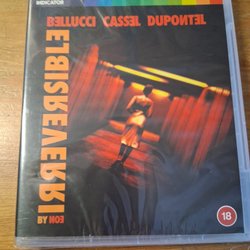 INDICATOR
BELLUCCI CASSEL DUPONTEL
IRREVERSIBLE
BY NOE
18